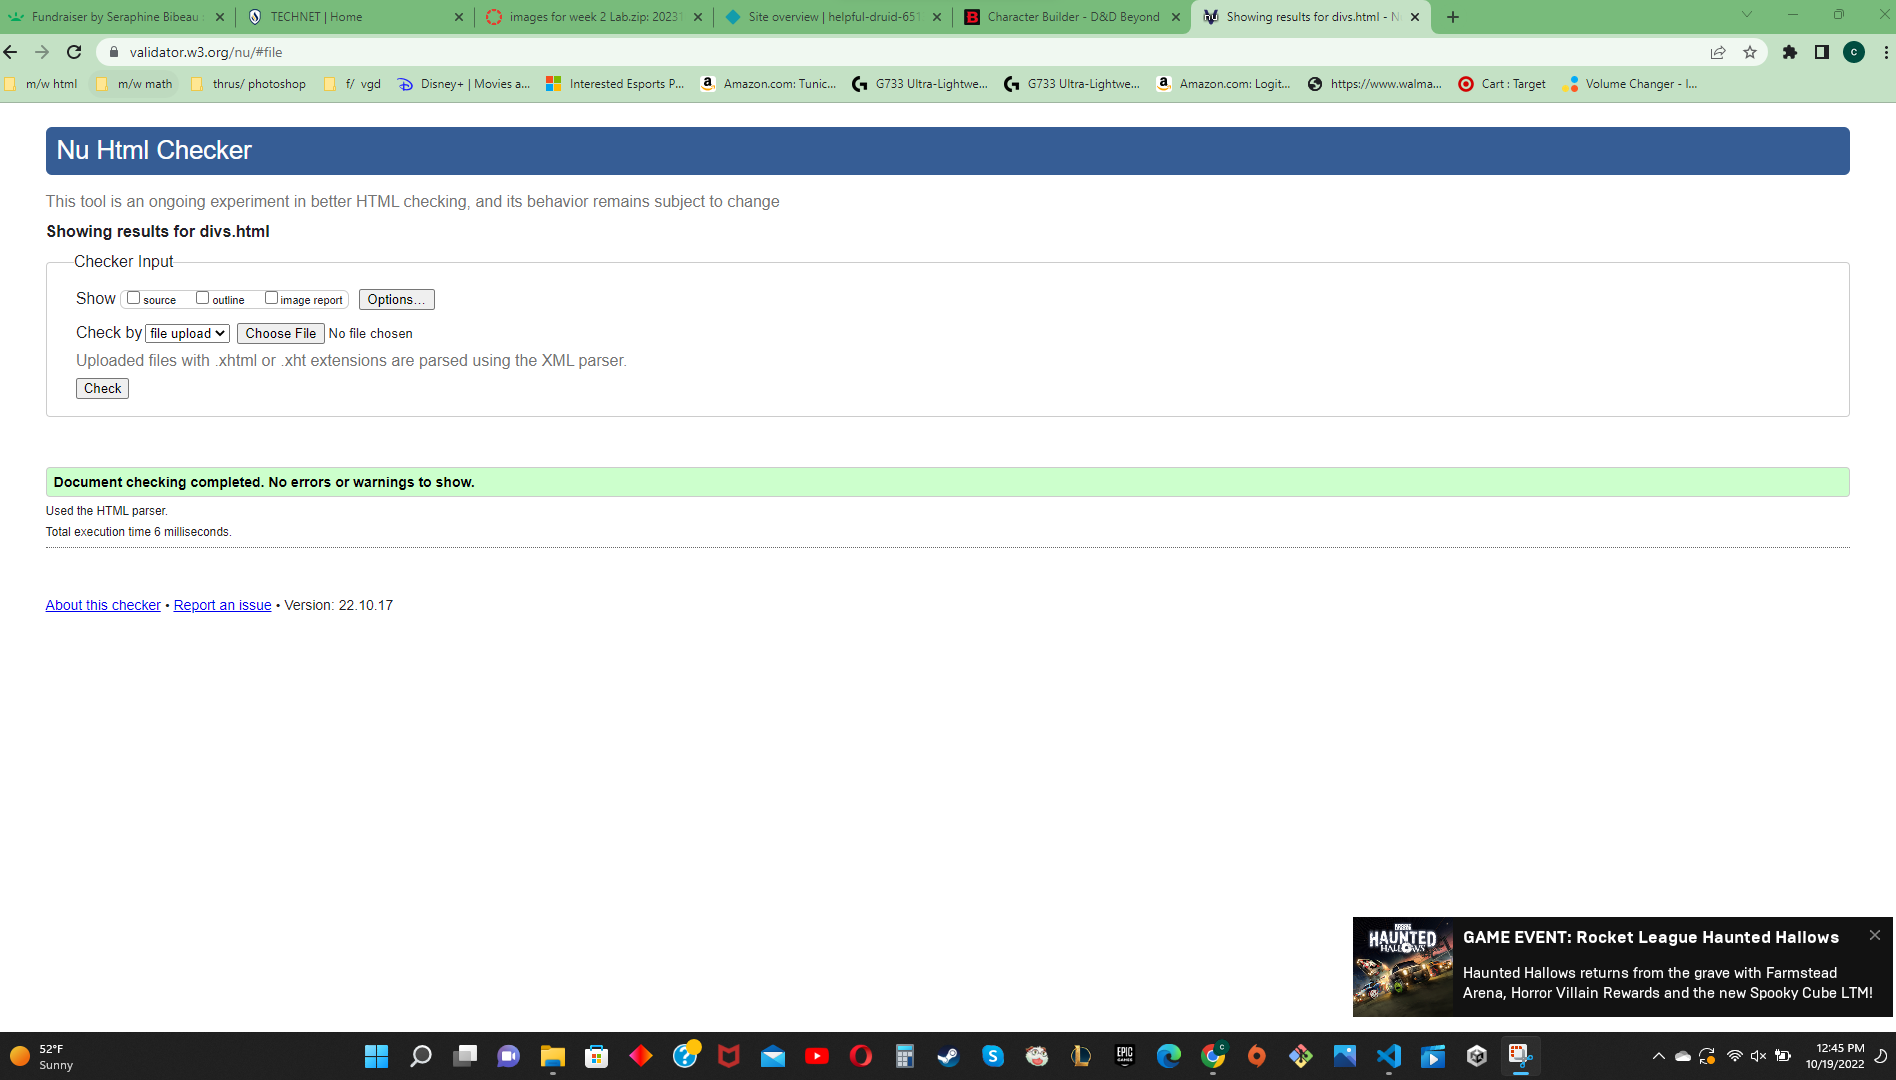 Fundraiser by Seraphine Bibeau
TECHNET | Home
images for week 2 Lab.zip: 20231
Site overview | helpful-druid-651
Character Builder - D&D Beyond
Showing results for divs.html - N
validator.w3.org/nu/#file
c
m/w html
m/w math
thrus/ photoshop
f/ vgd
Disney+ | Movies a...
Interested Esports P...
Amazon.com: Tunic...
G733 Ultra-Lightwe...
G733 Ultra-Lightwe...
Amazon.com: Logit...
https://www.walma...
Cart : Target
Volume Changer - I...
Nu Html Checker
This tool is an ongoing experiment in better HTML checking, and its behavior remains subject to change
Showing results for divs.html
Checker Input
Show source outline image report Options...
Check by file upload Choose File No file chosen
Uploaded files with .xhtml or .xht extensions are parsed using the XML parser.
Check
Document checking completed. No errors or warnings to show.
Used the HTML parser.
Total execution time 6 milliseconds.
About this checker • Report an issue • Version: 22.10.17
HAUNTED
HALLOWS
GAME EVENT: Rocket League Haunted Hallows
Haunted Hallows returns from the grave with Farmstead
Arena, Horror Villain Rewards and the new Spooky Cube LTM!
52°F
Sunny
EPIC
GAMES
12:45 PM
10/19/2022